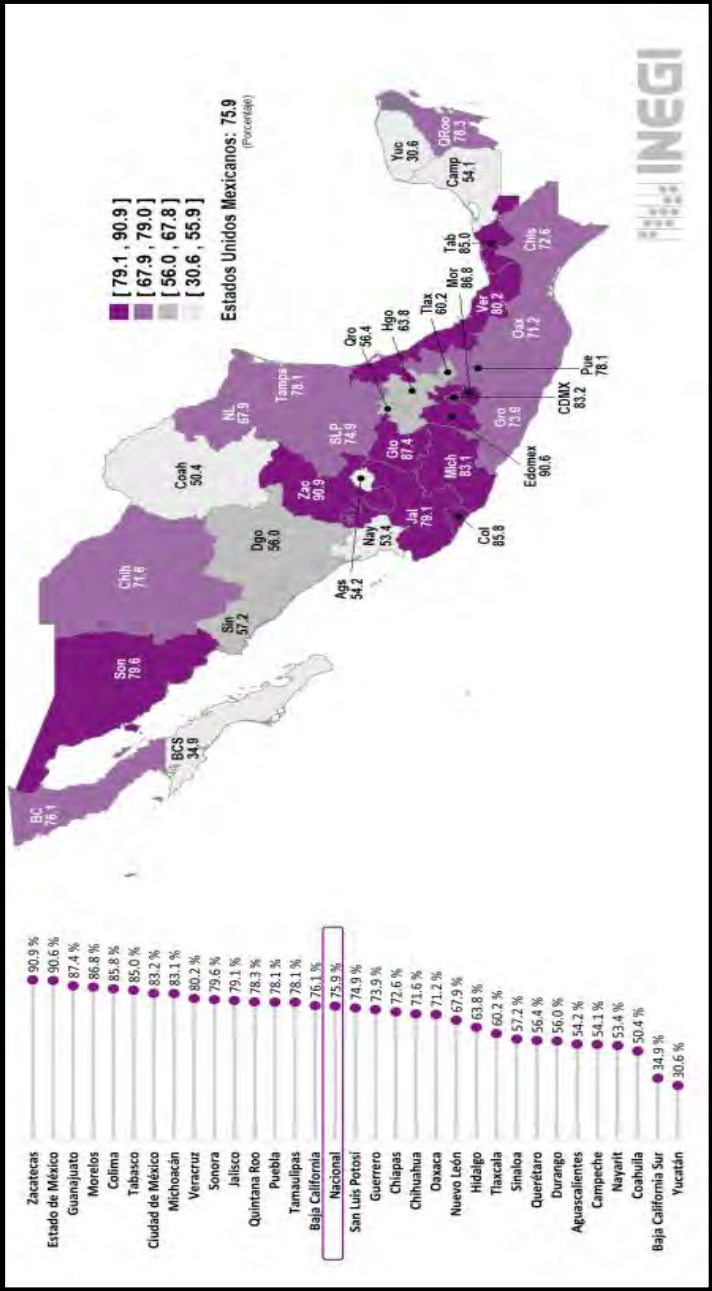 Zacatecas 90.9 %
Estado de México 90.6 %
Guanajuato 87.4 %
Morelos 86.8 %
Colima 85.8 %
Tabasco 85.0 %
Ciudad de México 83.2 %
Michoacán 83.1 %
Veracruz 80.2 %
Sonora 79.6 %
Jalisco 79.1 %
Quintana Roo 78.3 %
Puebla 78.1 %
Tamaulipas 78.1 %
Baja California 76.1 %
Nacional 75.9 %
San Luis Potosí 74.9 %
Guerrero 73.9 %
Chiapas 72.6 %
Chihuahua 71.6 %
Oaxaca 71.2 %
Nuevo León 67.9 %
Hidalgo 63.8 %
Tlaxcala 60.2 %
Sinaloa 57.2 %
Querétaro 56.4 %
Durango 56.0 %
Aguascalientes 54.2 %
Campeche 54.1 %
Nayarit 53.4 %
Coahuila 50.4 %
Baja California Sur 34.9 %
Yucatán 30.6 %
[ 79.1 , 90.9 ]
[ 67.9 , 79.0 ]
[ 56.0 , 67.8 ]
[ 30.6 , 55.9 ]
Estados Unidos Mexicanos: 75.9
(Porcentaje)
BC
76.1
Son
79.6
Chih
71.6
Coah
50.4
NL
67.9
Tamps
78.1
BCS
34.9
Sin
57.2
Dgo
56.0
Zac
90.9
SLP
74.9
Ags
54.2
Nay
53.4
Jal
79.1
Gto
87.4
Qro
56.4
Hgo
63.8
Tlax
60.2
Mor
86.8
Tab
85.0
Yuc
30.6
Camp
54.1
QRoo
78.3
Col
85.8
Mich
83.1
Edomex
90.6
CDMX
83.2
Pue
78.1
Gro
73.9
Ver
80.2
Oax
71.2
Chis
72.6
INEGI